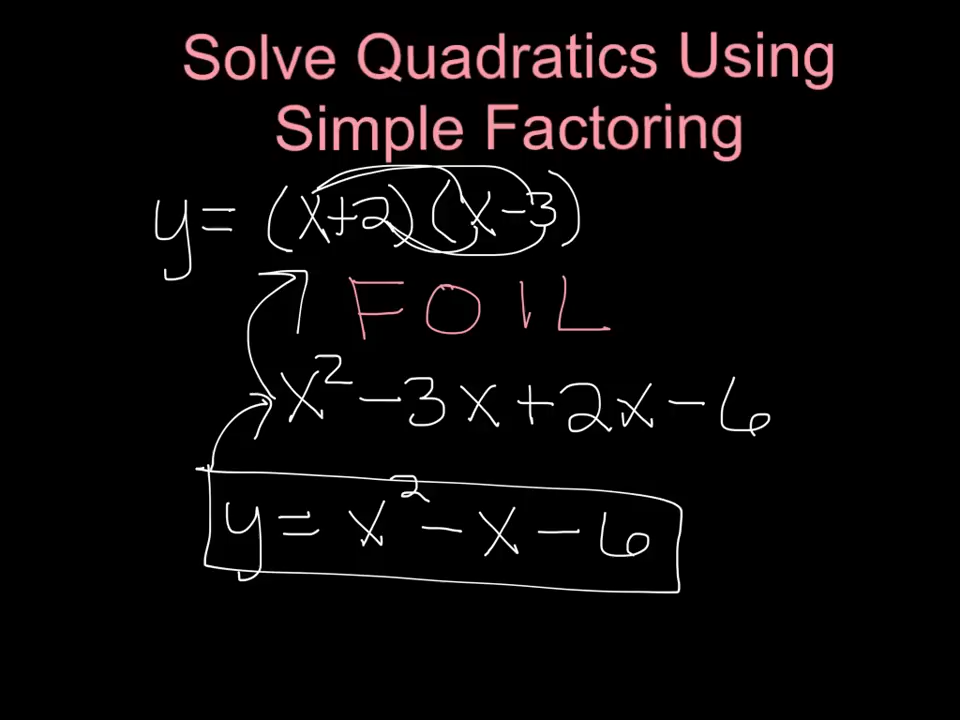 Solve Quadratics Using
Simple Factoring
y = (x+2)(x-3)
FOIL
x² - 3x + 2x - 6
y = x² - x - 6